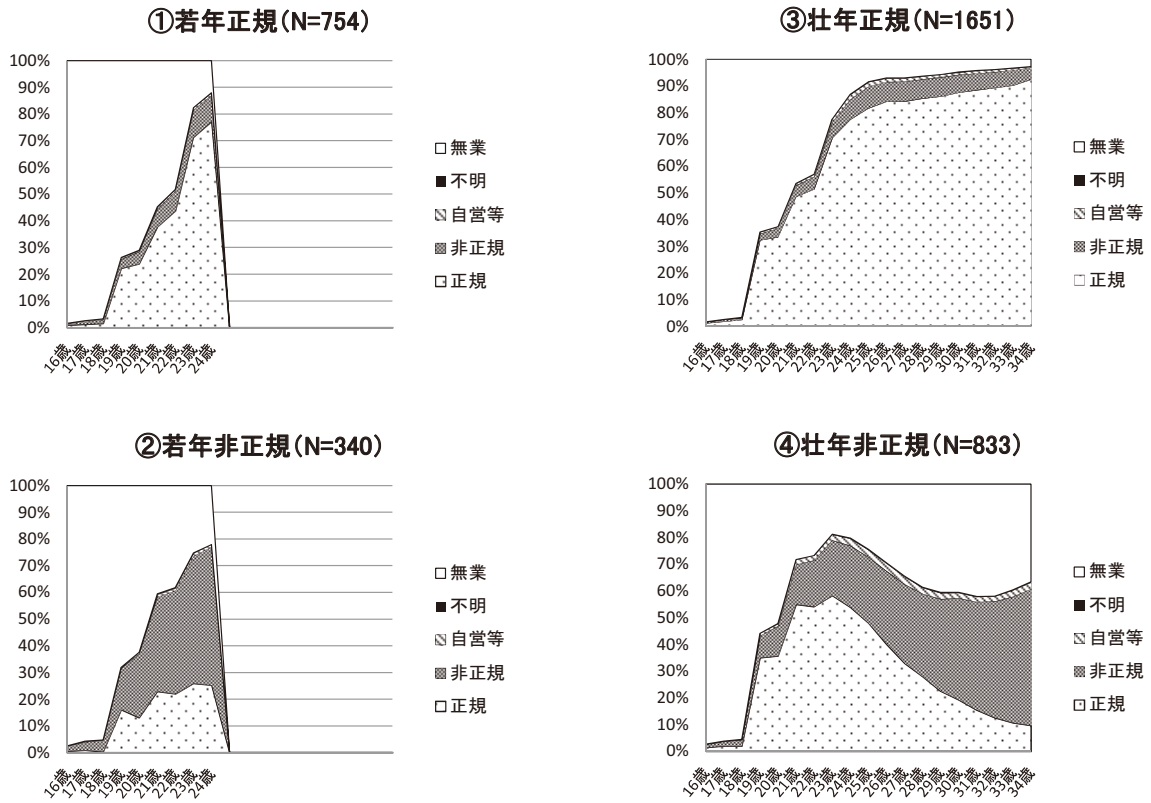 ①若年正規(N=754)
100%
90%
80%
70%
60%
50%
40%
30%
20%
10%
0%
16歳
17歳
18歳
19歳
20歳
21歳
22歳
23歳
24歳
□無業
■不明
自営等
非正規
正規
③壮年正規(N=1651)
100%
90%
80%
70%
60%
50%
40%
30%
20%
10%
0%
16歳
17歳
18歳
19歳
20歳
21歳
22歳
23歳
24歳
25歳
26歳
27歳
28歳
29歳
30歳
31歳
32歳
33歳
34歳
□無業
■不明
自営等
非正規
正規
②若年非正規(N=340)
100%
90%
80%
70%
60%
50%
40%
30%
20%
10%
0%
16歳
17歳
18歳
19歳
20歳
21歳
22歳
23歳
24歳
□無業
■不明
自営等
非正規
正規
④壮年非正規(N=833)
100%
90%
80%
70%
60%
50%
40%
30%
20%
10%
0%
16歳
17歳
18歳
19歳
20歳
21歳
22歳
23歳
24歳
25歳
26歳
27歳
28歳
29歳
30歳
31歳
32歳
33歳
34歳
□無業
■不明
自営等
非正規
正規